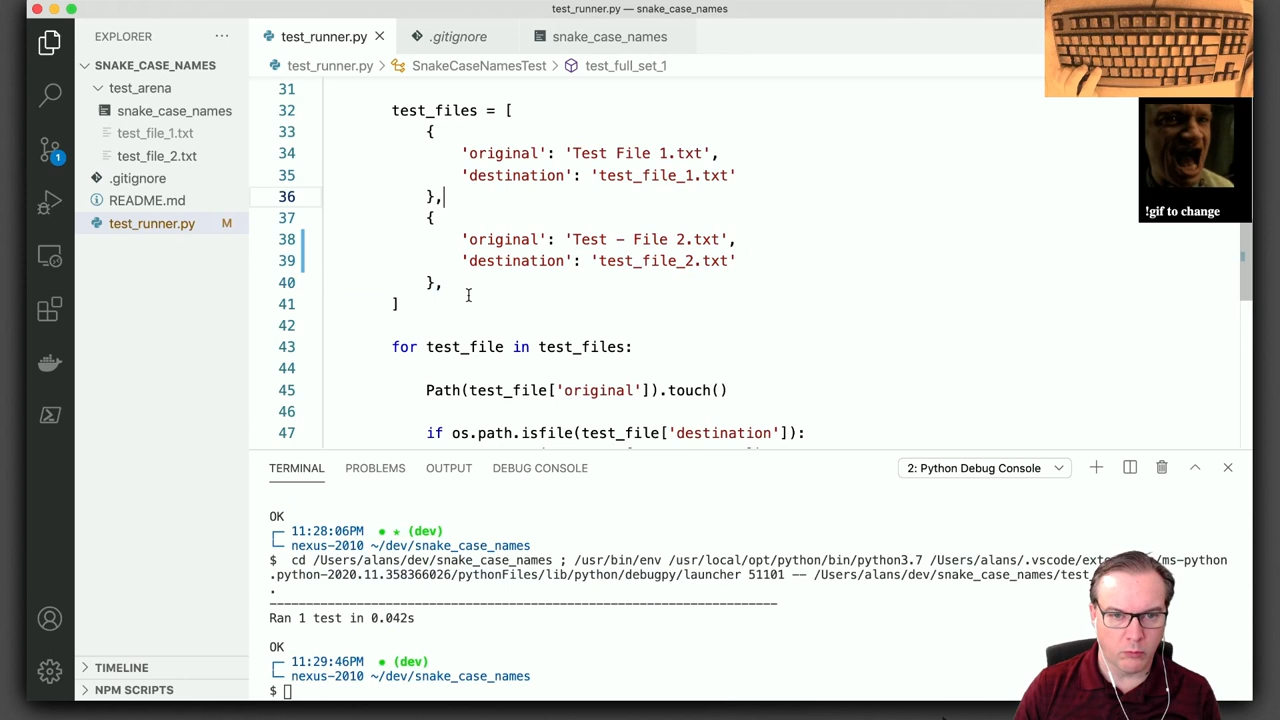 test_runner.py — snake_case_names
EXPLORER
SNAKE_CASE_NAMES
test_arena
snake_case_names
test_file_1.txt
test_file_2.txt
.gitignore
README.md
test_runner.py M
TIMELINE
NPM SCRIPTS
1
test_runner.py
.gitignore
snake_case_names
test_runner.py > SnakeCaseNamesTest > test_full_set_1
31
32 test_files = [
33 {
34 'original': 'Test File 1.txt',
35 'destination': 'test_file_1.txt'
36 },
37 {
38 'original': 'Test - File 2.txt',
39 'destination': 'test_file_2.txt'
40 },
41 ]
42
43 for test_file in test_files:
44
45 Path(test_file['original']).touch()
46
47 if os.path.isfile(test_file['destination']):
!gif to change
TERMINAL PROBLEMS OUTPUT DEBUG CONSOLE
2: Python Debug Console
OK
11:28:06PM ● ★ (dev)
nexus-2010 ~/dev/snake_case_names
$ cd /Users/alans/dev/snake_case_names ; /usr/bin/env /usr/local/opt/python/bin/python3.7 /Users/alans/.vscode/exte /ms-python
.python-2020.11.358366026/pythonFiles/lib/python/debugpy/launcher 51101 -- /Users/alans/dev/snake_case_names/test_
.
----------------------------------------------------------------------
Ran 1 test in 0.042s
OK
11:29:46PM ● (dev)
nexus-2010 ~/dev/snake_case_names
$